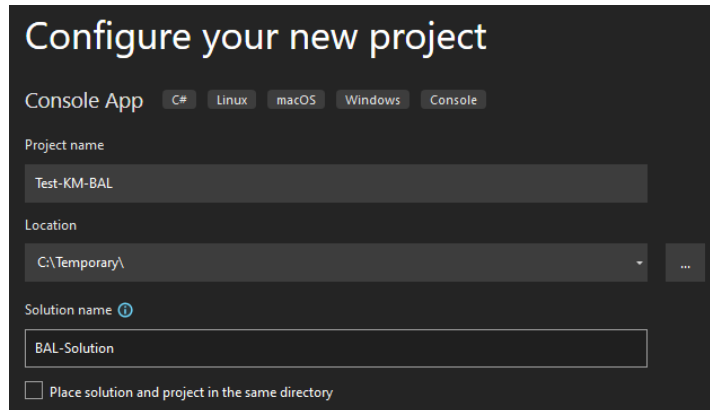 Configure your new project
Console App C# Linux macOS Windows Console
Project name
Test-KM-BAL
Location
C:\Temporary\
...
Solution name
BAL-Solution
Place solution and project in the same directory